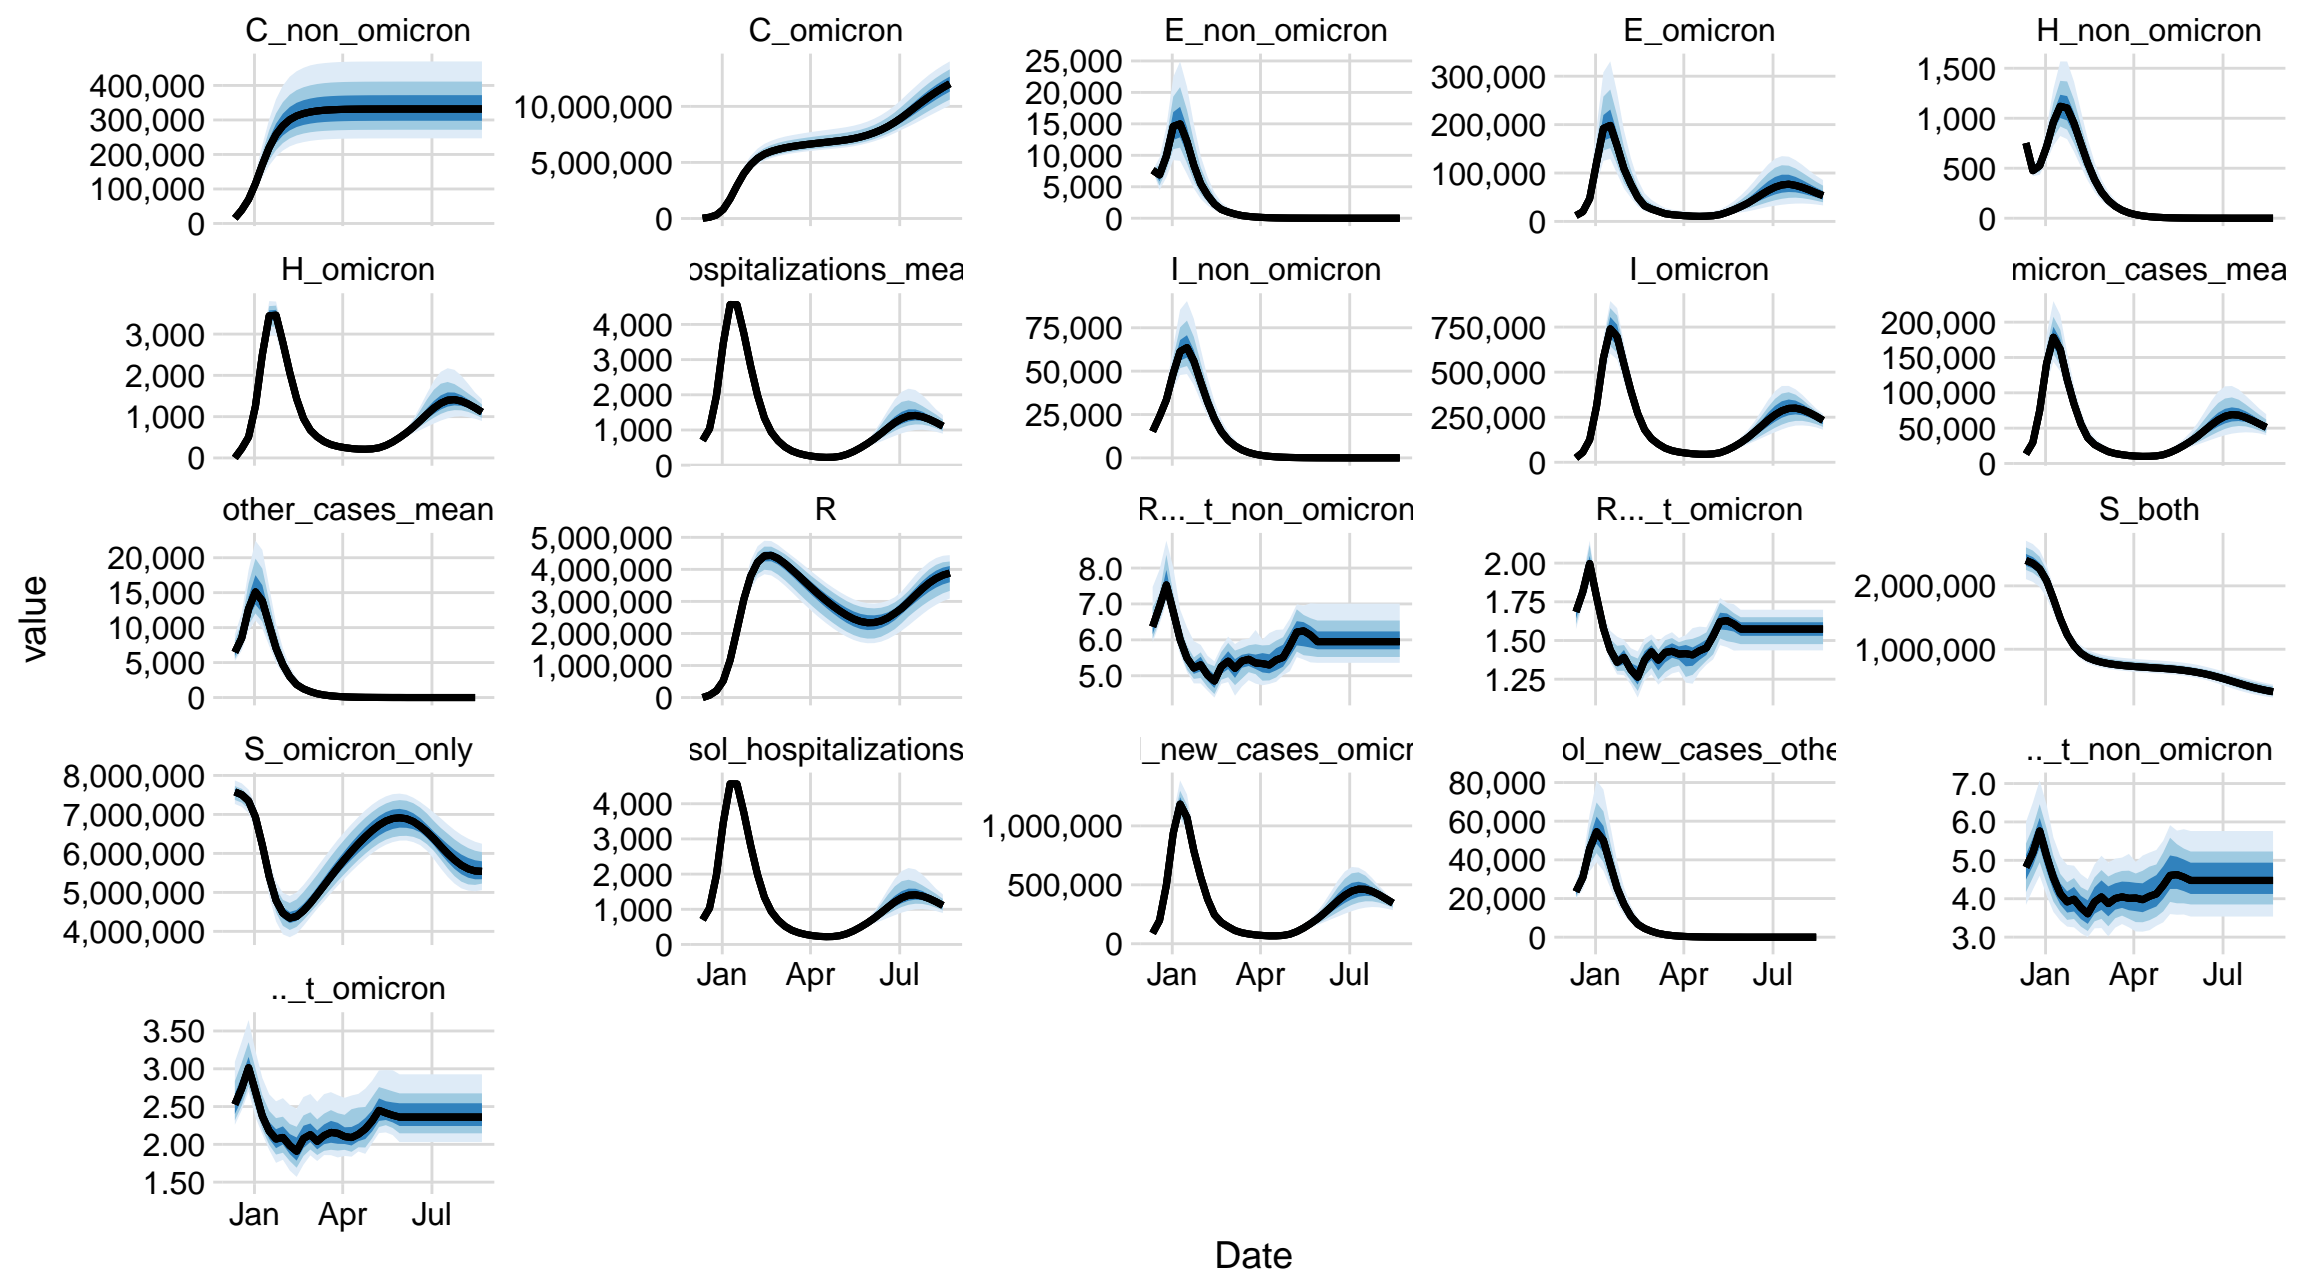 C_non_omicron C_omicron E_non_omicron E_omicron H_non_omicron
400,000 300,000 200,000 100,000 0
10,000,000 5,000,000 0
25,000 20,000 15,000 10,000 5,000 0
300,000 200,000 100,000 0
1,500 1,000 500 0
H_omicron ospitalizations_mea I_non_omicron I_omicron micron_cases_mea
3,000 2,000 1,000 0
4,000 3,000 2,000 1,000 0
75,000 50,000 25,000 0
750,000 500,000 250,000 0
200,000 150,000 100,000 50,000 0
other_cases_mean R R..._t_non_omicron R..._t_omicron S_both
20,000 15,000 10,000 5,000 0
5,000,000 4,000,000 3,000,000 2,000,000 1,000,000 0
8.0 7.0 6.0 5.0
2.00 1.75 1.50 1.25
2,000,000 1,000,000
value
S_omicron_only sol_hospitalizations _new_cases_omicr ol_new_cases_othe .._t_non_omicron
8,000,000 7,000,000 6,000,000 5,000,000 4,000,000
4,000 3,000 2,000 1,000 0
1,000,000 500,000 0
80,000 60,000 40,000 20,000 0
7.0 6.0 5.0 4.0 3.0
Jan Apr Jul Jan Apr Jul Jan Apr Jul Jan Apr Jul
.._t_omicron
3.50 3.00 2.50 2.00 1.50
Jan Apr Jul
Date